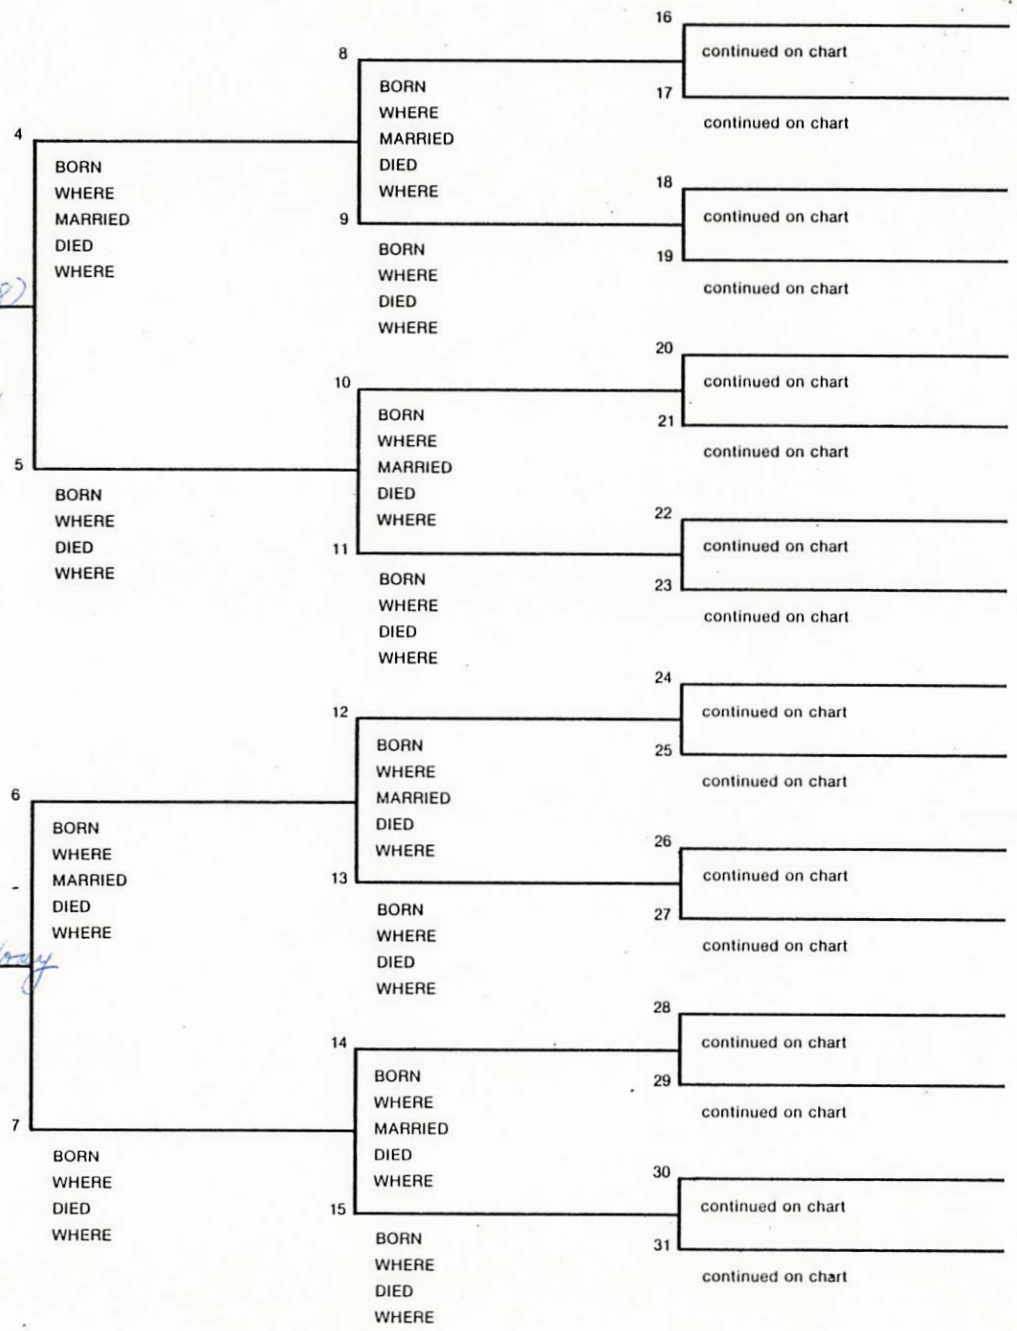 16
continued on chart
8
BORN
WHERE
17
MARRIED
continued on chart
4
DIED
BORN
WHERE
18
WHERE
continued on chart
MARRIED
9
DIED
BORN
19
WHERE
WHERE
continued on chart
8)
DIED
WHERE
20
10
continued on chart
BORN
21
WHERE
continued on chart
5
MARRIED
BORN
DIED
22
WHERE
WHERE
continued on chart
DIED
11
WHERE
BORN
23
WHERE
continued on chart
DIED
WHERE
24
12
continued on chart
BORN
25
WHERE
continued on chart
6
MARRIED
BORN
DIED
26
WHERE
WHERE
continued on chart
MARRIED
13
DIED
BORN
27
WHERE
WHERE
continued on chart
DIED
WHERE
28
14
continued on chart
BORN
29
WHERE
continued on chart
7
MARRIED
BORN
DIED
30
WHERE
WHERE
continued on chart
DIED
15
WHERE
BORN
31
WHERE
continued on chart
DIED
WHERE